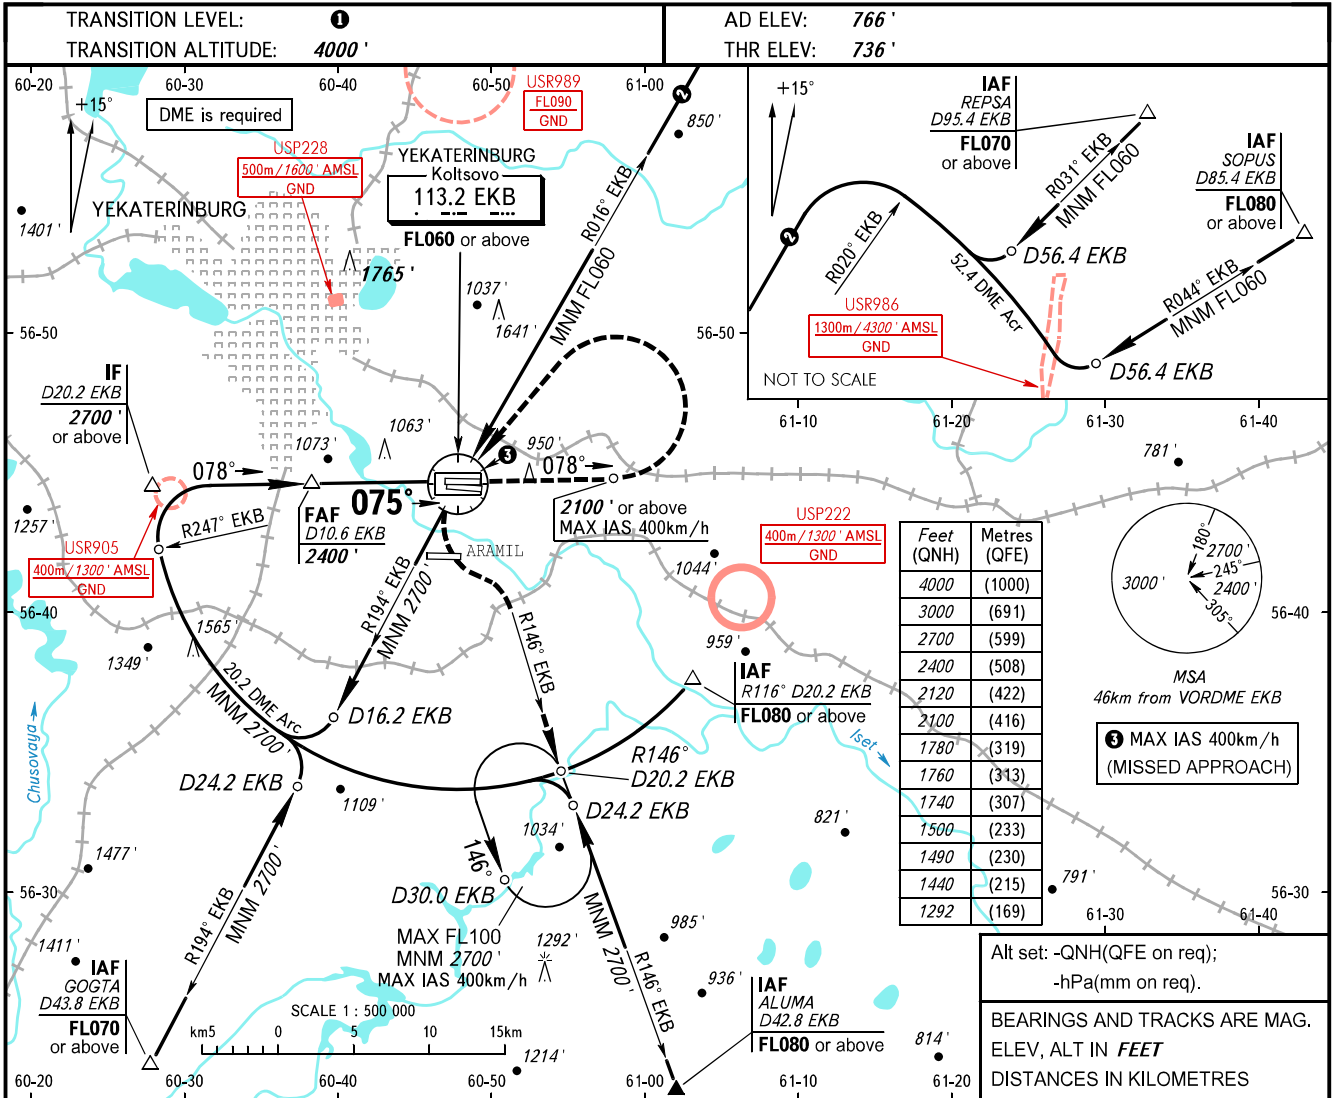 TRANSITION LEVEL: 1
TRANSITION ALTITUDE: 4000 '
AD ELEV: 766 '
THR ELEV: 736 '
60-20
60-30
60-40
60-50
61-00
+15°
DME is required
USR989
FL090
GND
850 '
USP228
500m/1600 ' AMSL
GND
YEKATERINBURG
Koltsovo
113.2 EKB
FL060 or above
YEKATERINBURG
1401 '
1765 '
1037 '
1641 '
R016° EKB
MNM FL060
2
+15°
IAF
REPSA
D95.4 EKB
FL070
or above
IAF
SOPUS
D85.4 EKB
FL080
or above
R031° EKB
MNM FL060
D56.4 EKB
R020° EKB
2
52.4 DME Acr
R044° EKB
MNM FL060
D56.4 EKB
USR986
1300m/4300 ' AMSL
GND
NOT TO SCALE
56-50
56-50
61-10
61-20
61-30
61-40
IF
D20.2 EKB
2700 '
or above
1073 '
1063 '
950 '
3
781 '
078°
078°
075°
1257 '
R247° EKB
FAF
D10.6 EKB
2400 '
2100 ' or above
MAX IAS 400km/h
USR905
400m/1300 ' AMSL
GND
ARAMIL
USP222
400m/1300 ' AMSL
GND
1044 '
R194° EKB
MNM 2700 '
R146° EKB
56-40
56-40
1565 '
1349 '
20.2 DME Arc
MNM 2700 '
D16.2 EKB
959 '
IAF
R116° D20.2 EKB
FL080 or above
Feet Metres
(QNH) (QFE)
4000 (1000)
3000 (691)
2700 (599)
2400 (508)
2120 (422)
2100 (416)
1780 (319)
1760 (313)
1740 (307)
1500 (233)
1490 (230)
1440 (215)
1292 (169)
180°
2700 '
245°
2400 '
305°
3000 '
MSA
46km from VORDME EKB
3 MAX IAS 400km/h
(MISSED APPROACH)
Chusovaya
Iset
D24.2 EKB
1109 '
R146°
D20.2 EKB
D24.2 EKB
1034 '
821 '
146°
D30.0 EKB
1477 '
R194° EKB
MNM 2700 '
MNM 2700 '
R146° EKB
791 '
56-30
56-30
61-30
61-40
MAX FL100
MNM 2700 '
MAX IAS 400km/h
1292 '
985 '
936 '
1411 '
IAF
GOGTA
D43.8 EKB
FL070
or above
SCALE 1 : 500 000
km5 0 5 10 15km
1214 '
IAF
ALUMA
D42.8 EKB
FL080 or above
814 '
60-20
60-30
60-40
60-50
61-00
61-10
61-20
Alt set: -QNH(QFE on req);
-hPa(mm on req).
BEARINGS AND TRACKS ARE MAG.
ELEV, ALT IN FEET
DISTANCES IN KILOMETRES